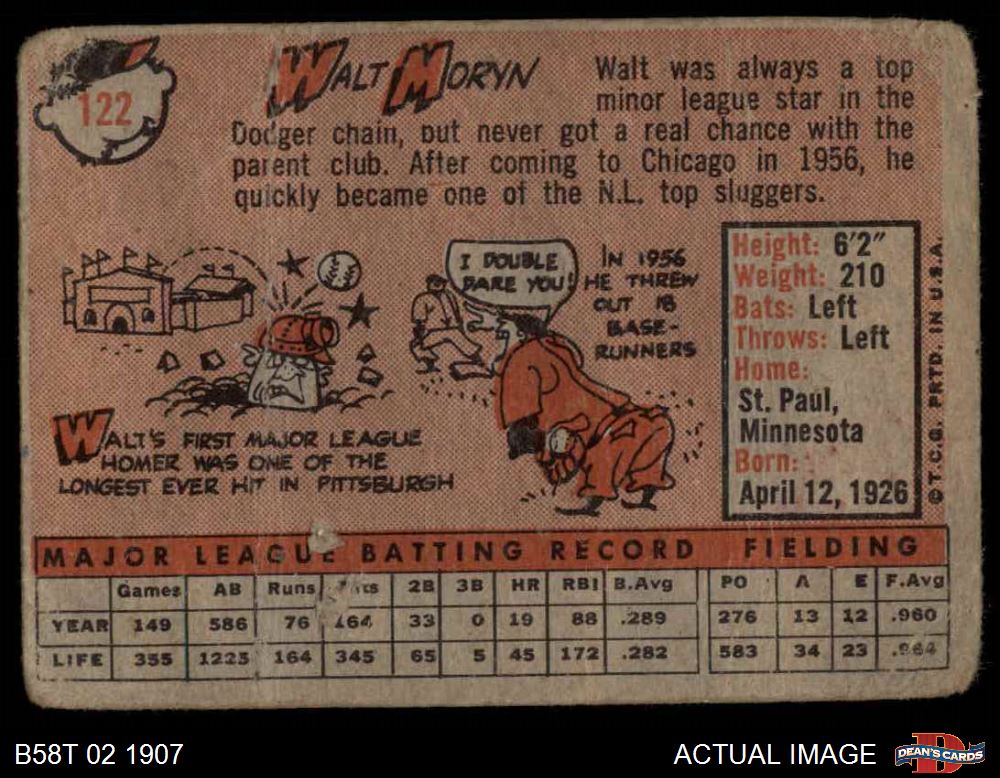 122
WALT MORYN
Walt was always a top
minor league star in the
Dodger chain, but never got a real chance with the
parent club. After coming to Chicago in 1956, he
quickly became one of the N.L. top sluggers.
I DOUBLE
DARE YOU!
IN 1956
HE THREW
OUT 18
BASE-
RUNNERS
WALT'S FIRST MAJOR LEAGUE
HOMER WAS ONE OF THE
LONGEST EVER HIT IN PITTSBURGH
Height: 6'2"
Weight: 210
Bats: Left
Throws: Left
Home:
St. Paul,
Minnesota
Born:
April 12, 1926
© T.C.G. PRTD. IN U.S.A.
MAJOR LEAGUE BATTING RECORD FIELDING
Games AB Runs Hits 2B 3B HR RBI B.Avg PO A E F.Avg
YEAR 149 586 76 164 33 0 19 88 .289 276 13 12 .960
LIFE 355 1225 164 345 65 5 45 172 .282 583 34 23 .964
B58T 02 1907
ACTUAL IMAGE
DEAN'S CARDS